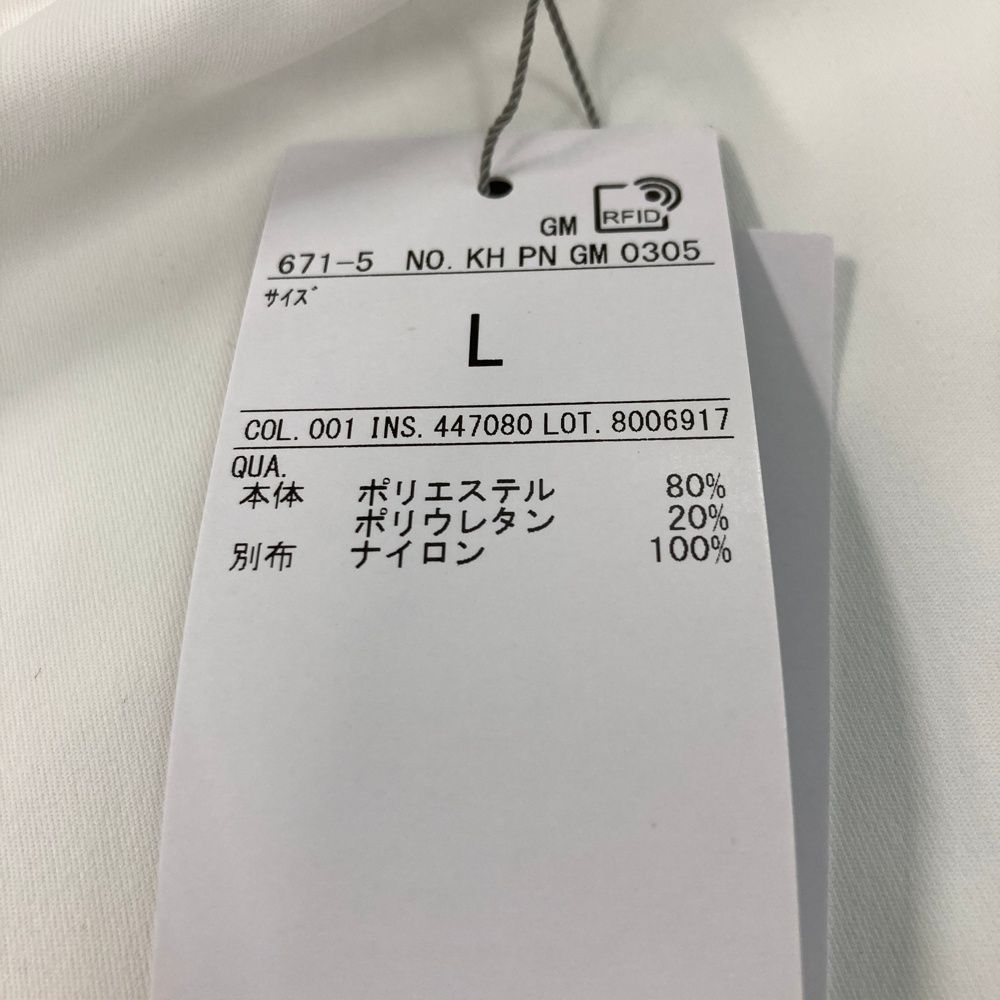 GM RFID
671-5 NO. KH PN GM 0305
ｻｲｽﾞ
L
COL. 001 INS. 447080 LOT. 8006917
QUA.
本体 ポリエステル 80%
ポリウレタン 20%
別布 ナイロン 100%